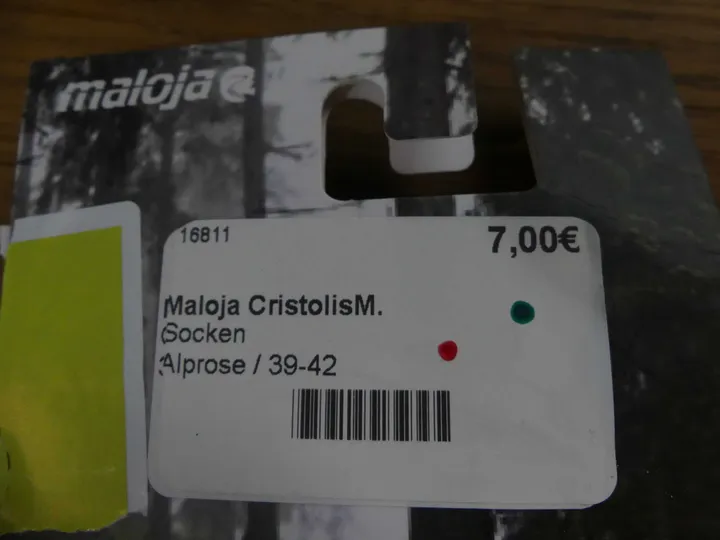 maloja
16811
7,00€
Maloja CristolisM.
Socken
Alprose / 39-42